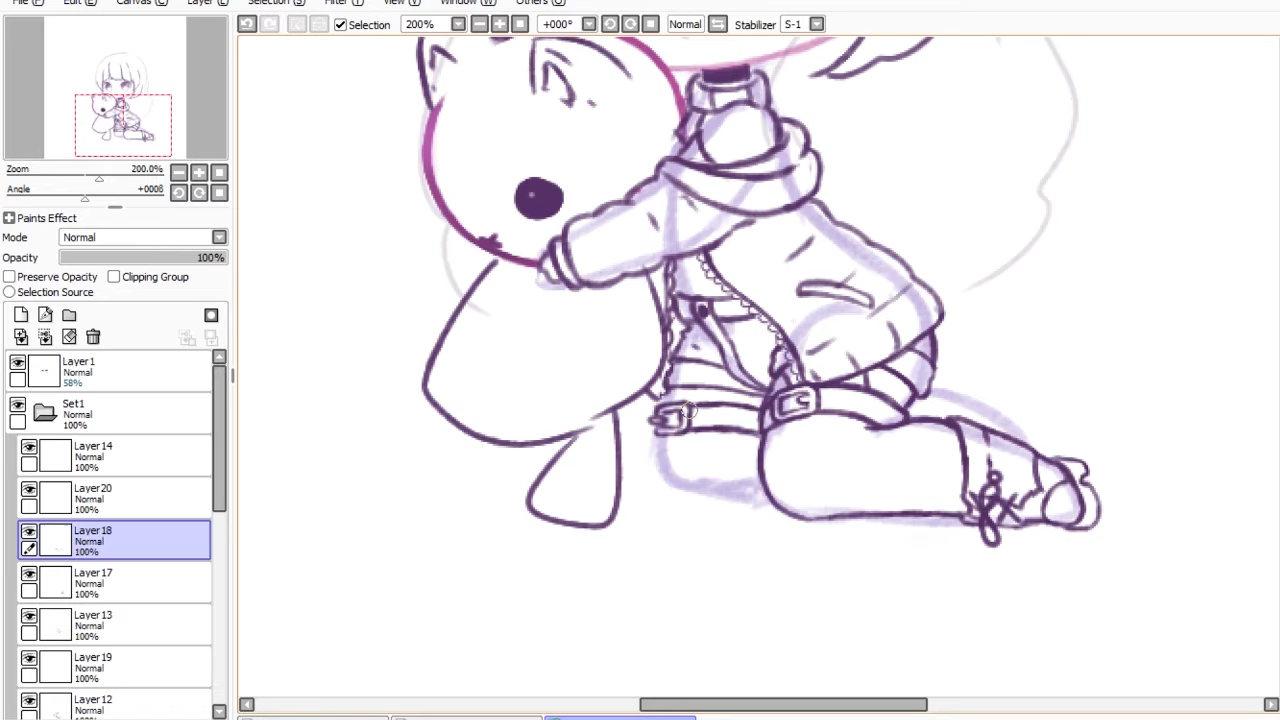 File (F) Edit (E) Canvas (C) Layer (L) Selection (S) Filter (T) View (V) Window (W) Others (O)
Selection 200% +000° Normal Stabilizer S-1
Zoom 200.0%
Angle +000ß
Paints Effect
Mode Normal
Opacity 100%
Preserve Opacity Clipping Group
Selection Source
Layer1
Normal
58%
Set1
Normal
100%
Layer14
Normal
100%
Layer20
Normal
100%
Layer18
Normal
100%
Layer17
Normal
100%
Layer13
Normal
100%
Layer19
Normal
100%
Layer12
Normal
100%